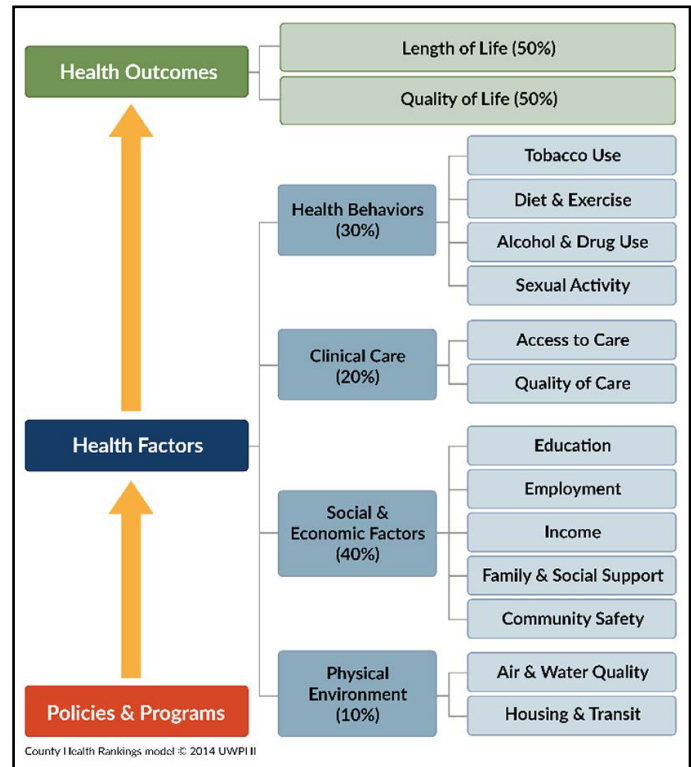 Health Outcomes
Length of Life (50%)
Quality of Life (50%)
Health Behaviors
(30%)
Tobacco Use
Diet & Exercise
Alcohol & Drug Use
Sexual Activity
Clinical Care
(20%)
Access to Care
Quality of Care
Health Factors
Social &
Economic Factors
(40%)
Education
Employment
Income
Family & Social Support
Community Safety
Physical
Environment
(10%)
Air & Water Quality
Housing & Transit
Policies & Programs
County Health Rankings model © 2014 UWPHI